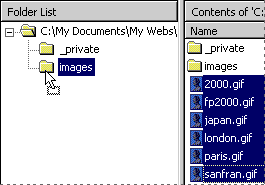 Folder List
C:\My Documents\My Webs\
_private
images
Contents of 'C:
Name
_private
images
2000.gif
fp2000.gif
japan.gif
london.gif
paris.gif
sanfran.gif